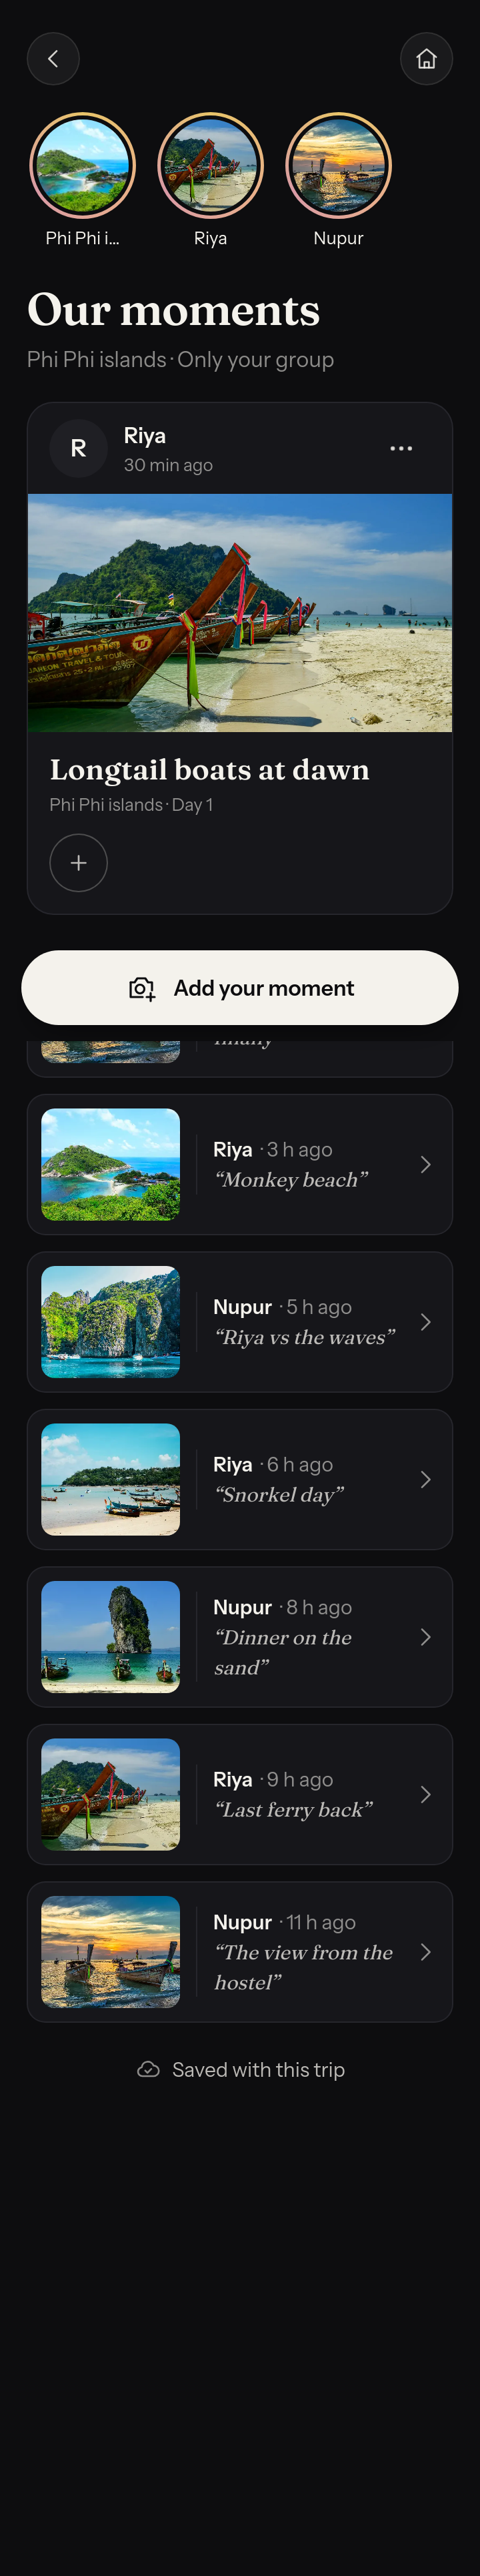 Phi Phi i...
Riya
Nupur
Our moments
Phi Phi islands · Only your group
R
Riya
30 min ago
Longtail boats at dawn
Phi Phi islands · Day 1
Add your moment
Riya · 3 h ago
“Monkey beach”
Nupur · 5 h ago
“Riya vs the waves”
Riya · 6 h ago
“Snorkel day”
Nupur · 8 h ago
“Dinner on the
sand”
Riya · 9 h ago
“Last ferry back”
Nupur · 11 h ago
“The view from the
hostel”
Saved with this trip